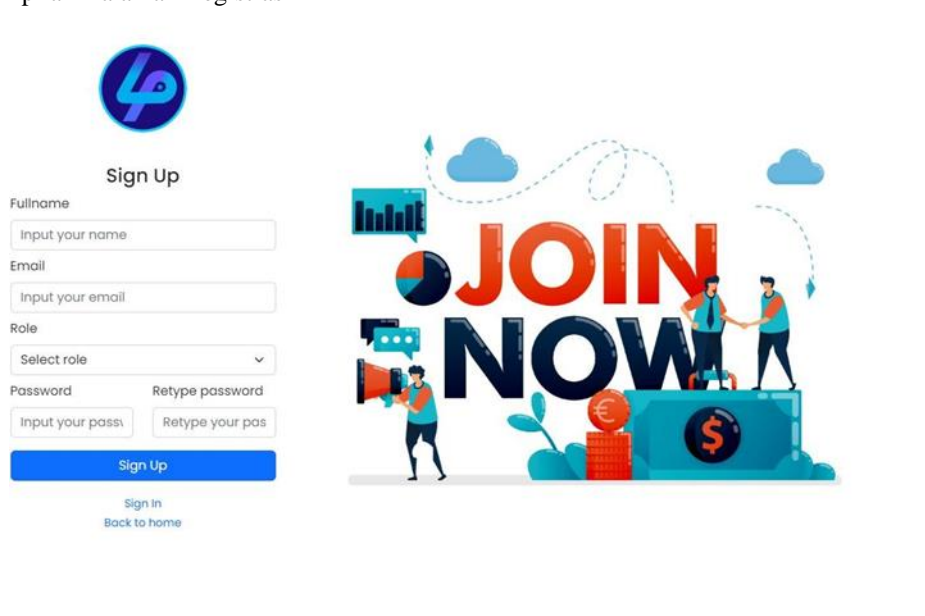 Sign Up
Fullname
Input your name
Email
Input your email
Role
Select role
Password Retype password
Input your passv Retype your pas
Sign Up
Sign In
Back to home
JOIN
NOW
€
$